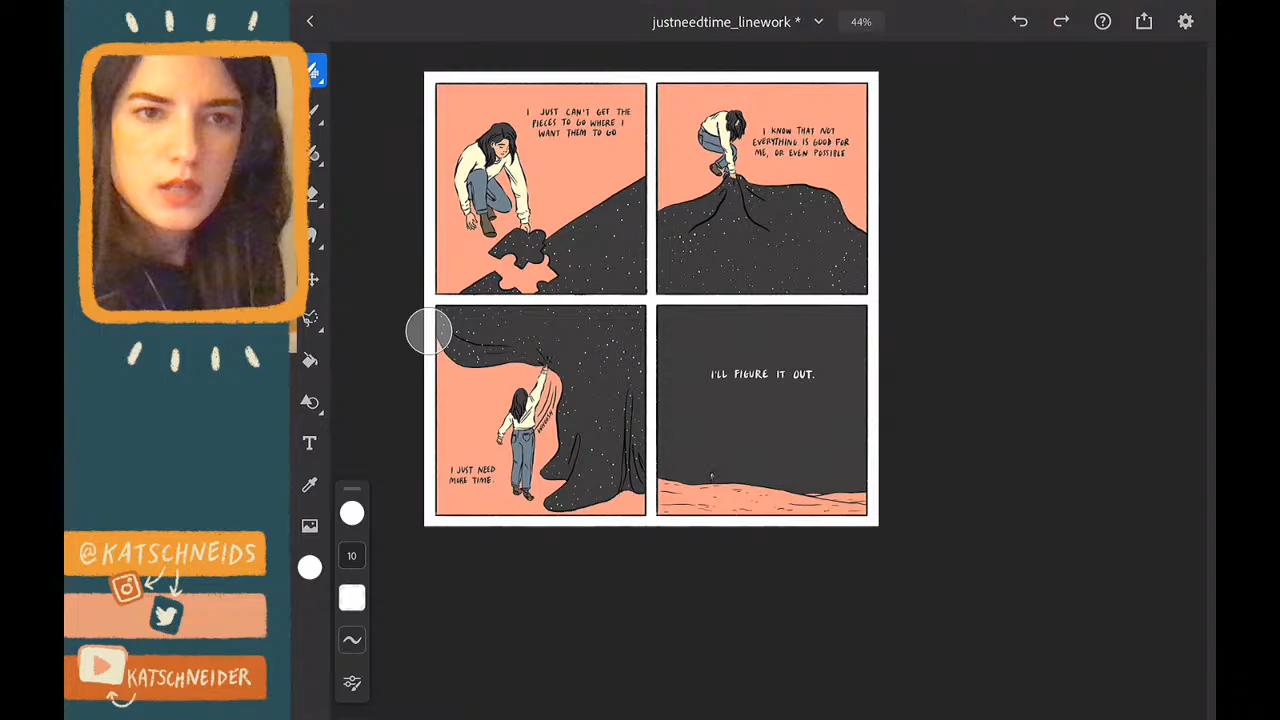 justneedtime_linework *
44%
I JUST CAN'T GET THE
PIECES TO GO WHERE I
WANT THEM TO GO
I KNOW THAT NOT
EVERYTHING IS GOOD FOR
ME, OR EVEN POSSIBLE
I JUST NEED
MORE TIME.
I'LL FIGURE IT OUT.
T
10
@KATSCHNEIDS
KATSCHNEIDER